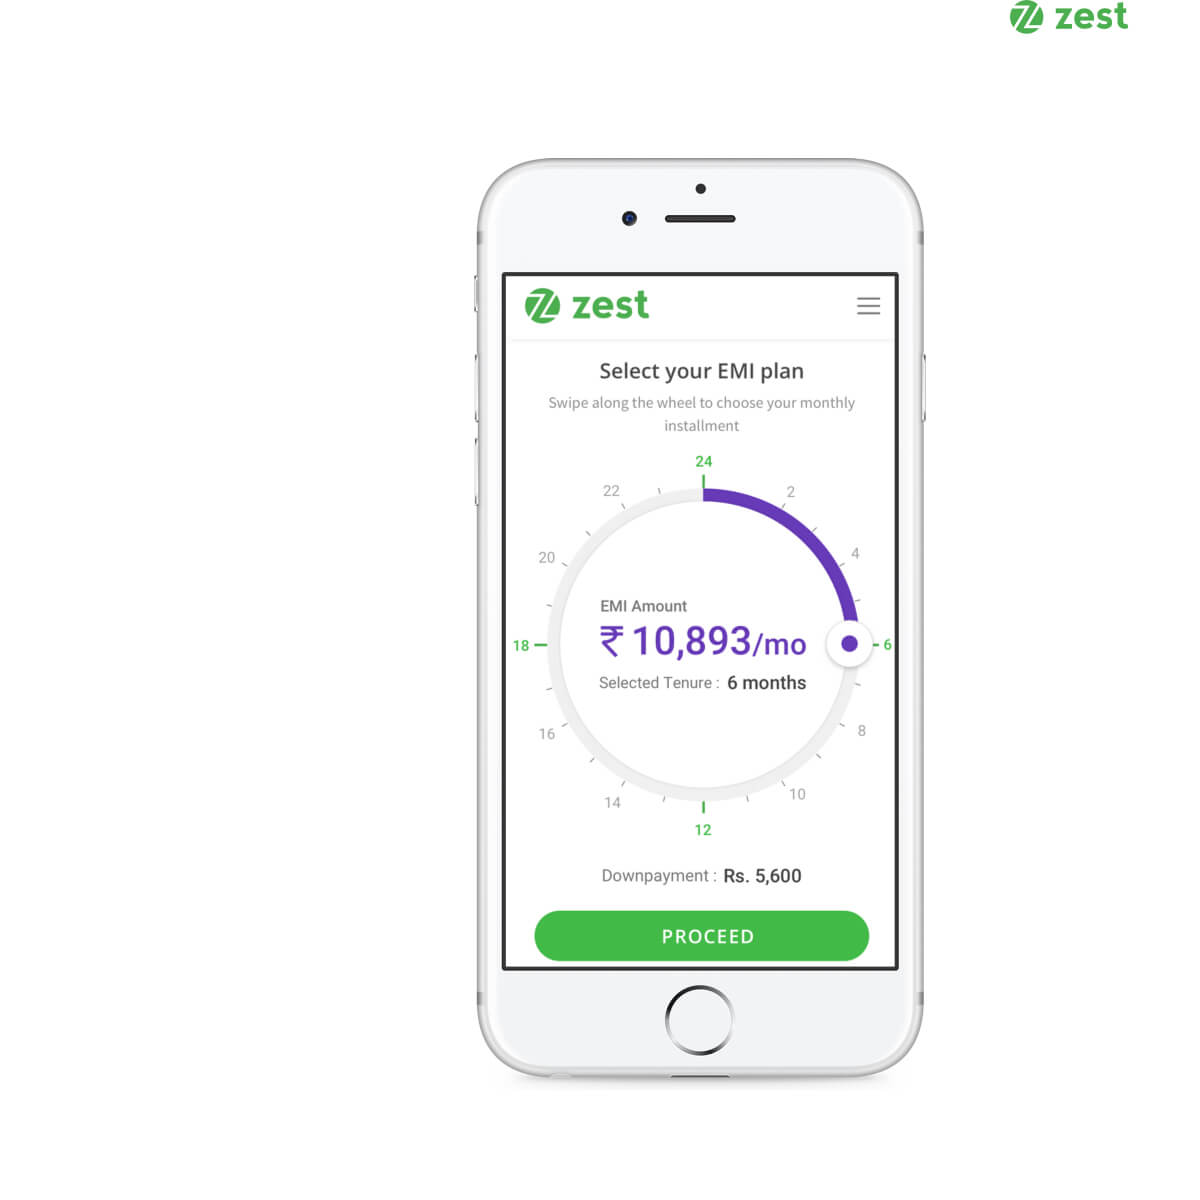 zest
zest
Select your EMI plan
Swipe along the wheel to choose your monthly
installment
24
22
2
20
4
EMI Amount
₹ 10,893/mo
18
6
Selected Tenure : 6 months
16
8
14
10
12
Downpayment : Rs. 5,600
PROCEED